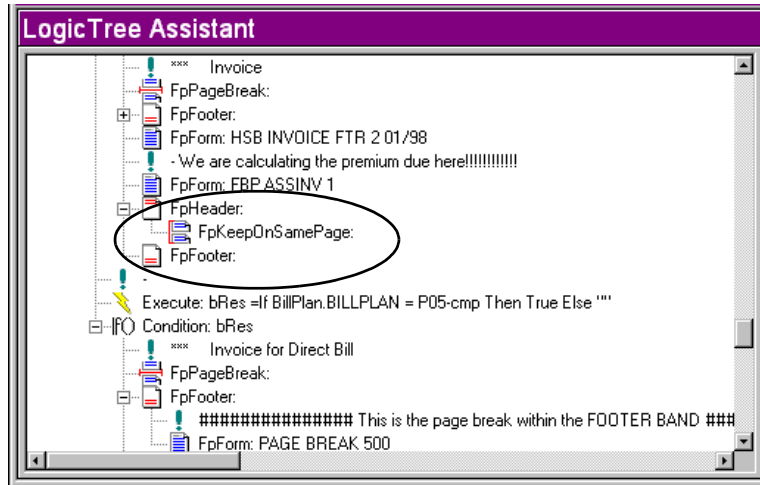 LogicTree Assistant
*** Invoice
FpPageBreak:
FpFooter:
FpForm: HSB INVOICE FTR 2 01/98
- We are calculating the premium due here!!!!!!!!!!!!
FpForm: FBP ASSINV 1
FpHeader:
FpKeepOnSamePage:
FpFooter:
-
Execute: bRes =If BillPlan.BILLPLAN = P05-cmp Then True Else ""
If() Condition: bRes
*** Invoice for Direct Bill
FpPageBreak:
FpFooter:
############### This is the page break within the FOOTER BAND ###
FpForm: PAGE BREAK 500